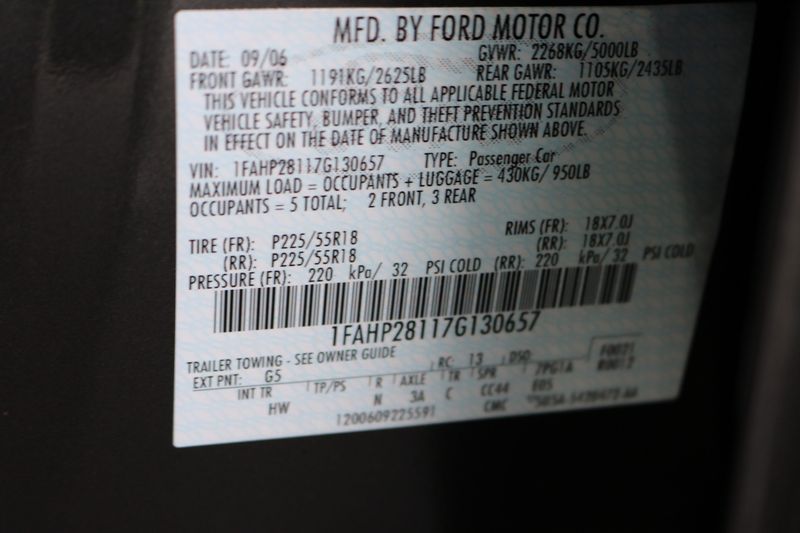 MFD. BY FORD MOTOR CO.
DATE: 09/06 GVWR: 2268KG/5000LB
FRONT GAWR: 1191KG/2625LB REAR GAWR: 1105KG/2435LB
THIS VEHICLE CONFORMS TO ALL APPLICABLE FEDERAL MOTOR
VEHICLE SAFETY, BUMPER, AND THEFT PREVENTION STANDARDS
IN EFFECT ON THE DATE OF MANUFACTURE SHOWN ABOVE.
VIN: 1FAHP28117G130657 TYPE: Passenger Car
MAXIMUM LOAD = OCCUPANTS + LUGGAGE = 430KG/ 950LB
OCCUPANTS = 5 TOTAL; 2 FRONT, 3 REAR
TIRE (FR): P225/55R18 RIMS (FR): 18X7.0J
(RR): P225/55R18 (RR): 18X7.0J
PRESSURE (FR): 220 kPa/ 32 PSI COLD (RR): 220 kPa/ 32 PSI COLD
1FAHP28117G130657
TRAILER TOWING - SEE OWNER GUIDE
EXT PNT: G5 RC: 13 DSO:
INT TR TP/PS R AXLE TR SPR
HW N 3A C CC44
1200609225591 CMC